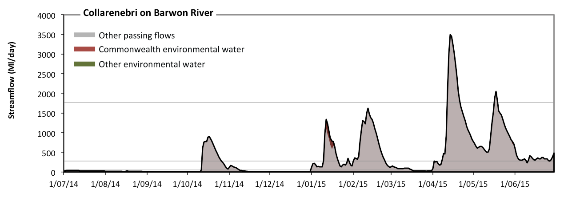 Collarenebri on Barwon River
Streamflow (Ml/day)
4000
3500
3000
2500
2000
1500
1000
500
0
Other passing flows
Commonwealth environmental water
Other environmental water
1/07/14 1/08/14 1/09/14 1/10/14 1/11/14 1/12/14 1/01/15 1/02/15 1/03/15 1/04/15 1/05/15 1/06/15